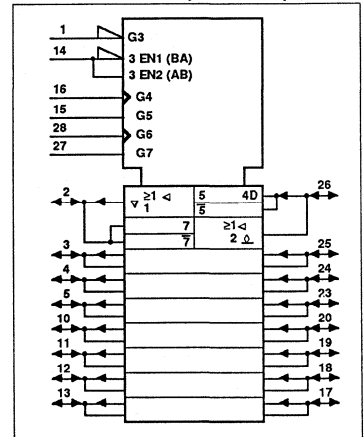 1 G3
14 3 EN1 (BA)
3 EN2 (AB)
16 G4
15 G5
28 G6
27 G7
2 ≥1 ◁ 5 4D 26
▽ 1 5̅
7 ≥1 ◁
7̅ 2 ⎐
3 25
4 24
5 23
10 20
11 19
12 18
13 17